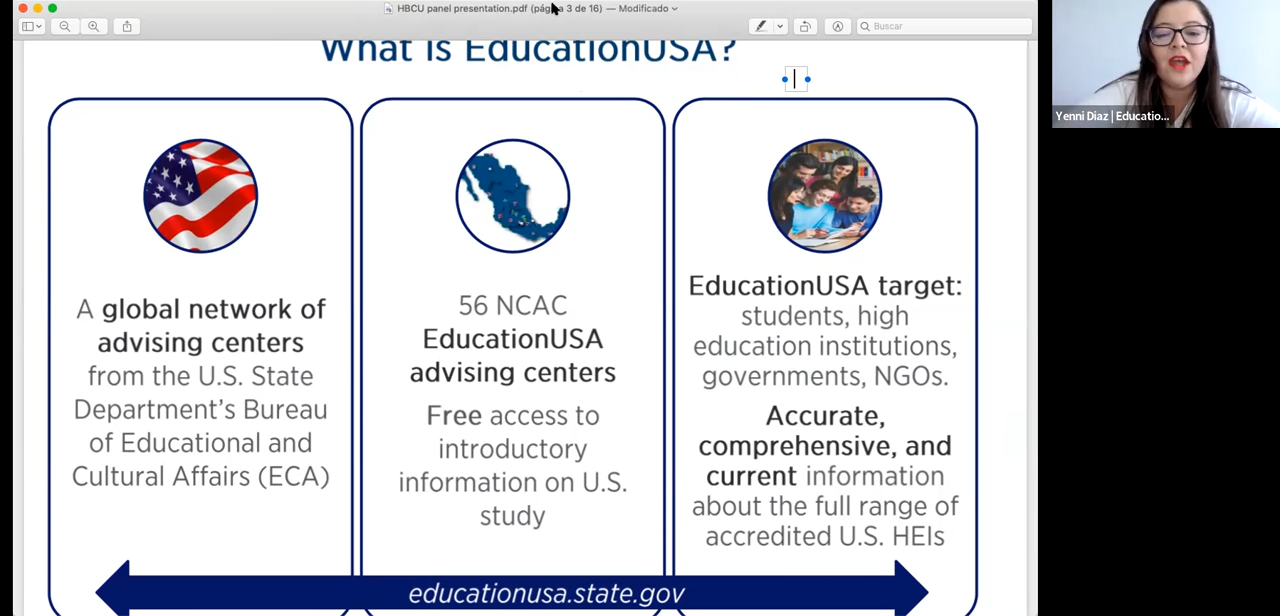 HBCU panel presentation.pdf (página 3 de 16) — Modificado
Buscar
What is EducationUSA?
A global network of
advising centers
from the U.S. State
Department's Bureau
of Educational and
Cultural Affairs (ECA)
56 NCAC
EducationUSA
advising centers
Free access to
introductory
information on U.S.
study
EducationUSA target:
students, high
education institutions,
governments, NGOs.
Accurate,
comprehensive, and
current information
about the full range of
accredited U.S. HEIs
educationusa.state.gov
Yenni Diaz | Educatio...